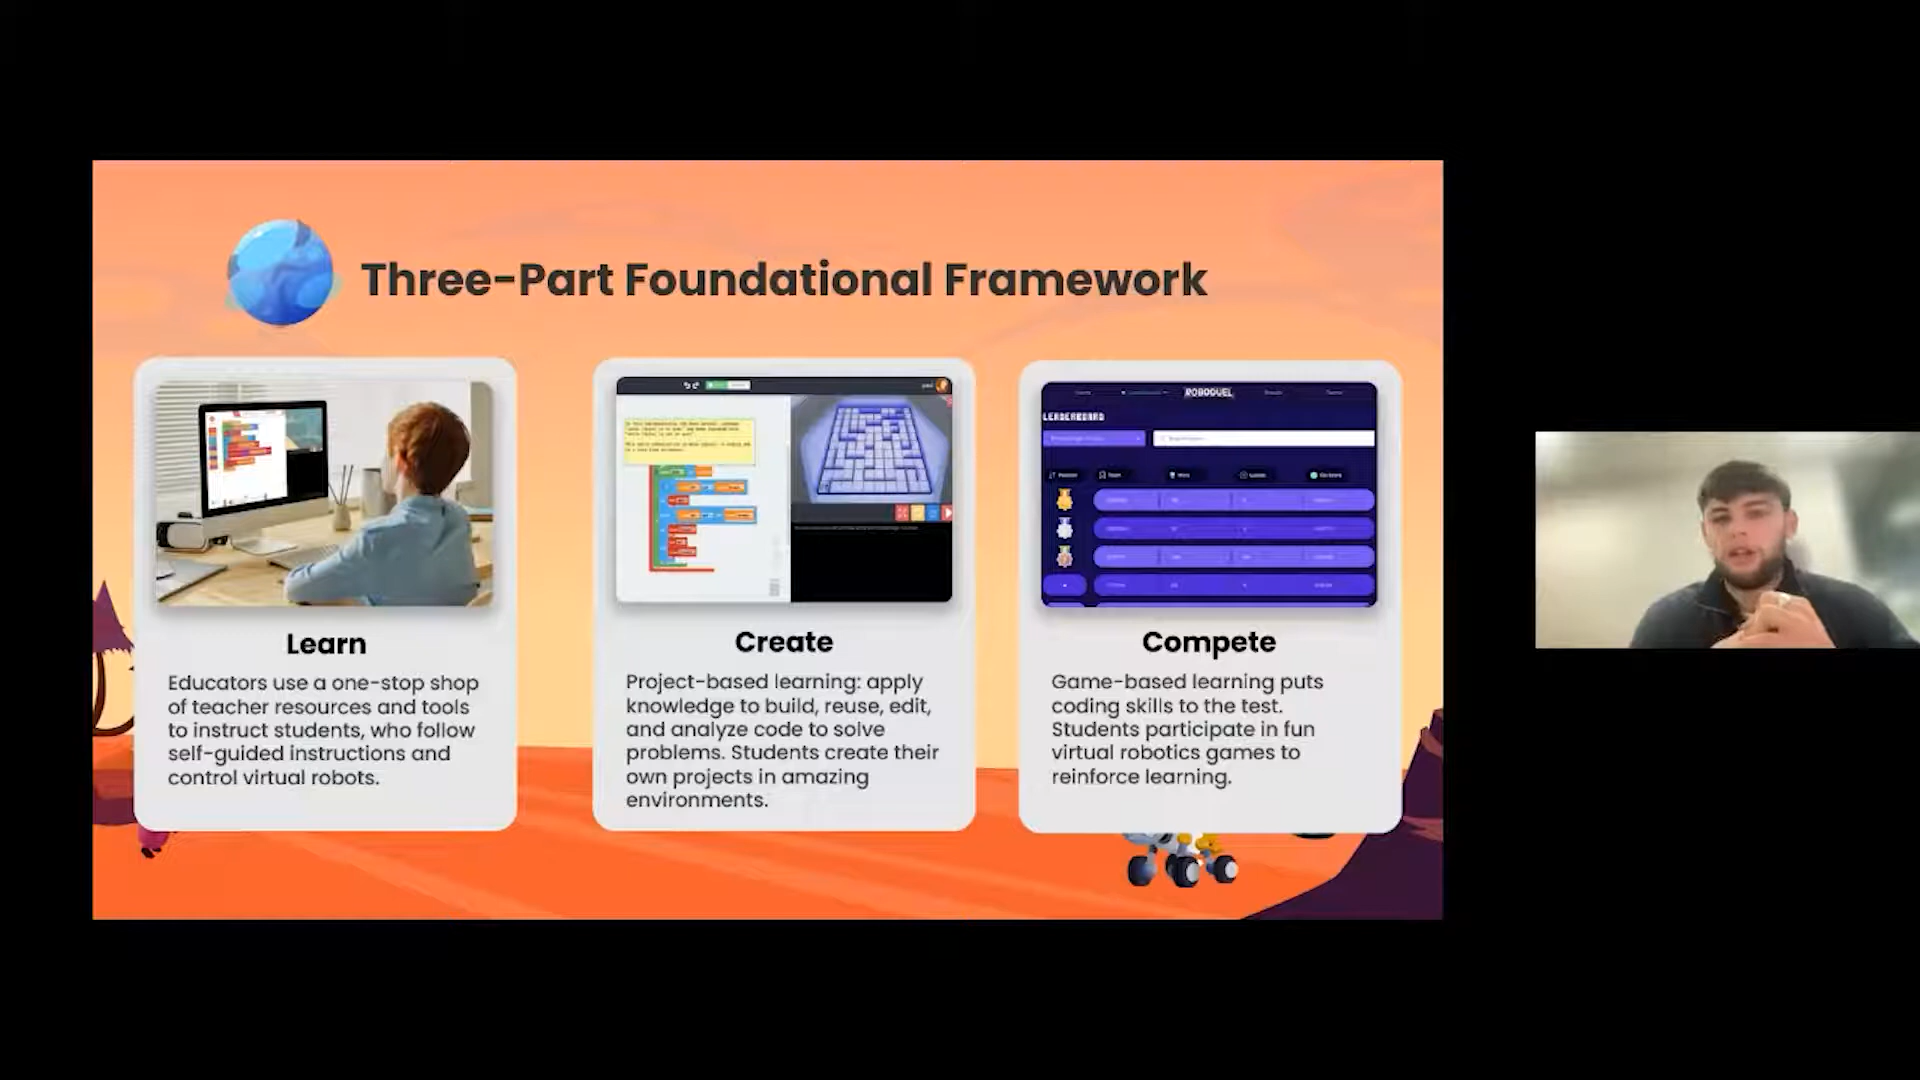 Three-Part Foundational Framework
Learn
Educators use a one-stop shop
of teacher resources and tools
to instruct students, who follow
self-guided instructions and
control virtual robots.
Create
Project-based learning: apply
knowledge to build, reuse, edit,
and analyze code to solve
problems. Students create their
own projects in amazing
environments.
ROBODUEL
LEADERBOARD
Compete
Game-based learning puts
coding skills to the test.
Students participate in fun
virtual robotics games to
reinforce learning.